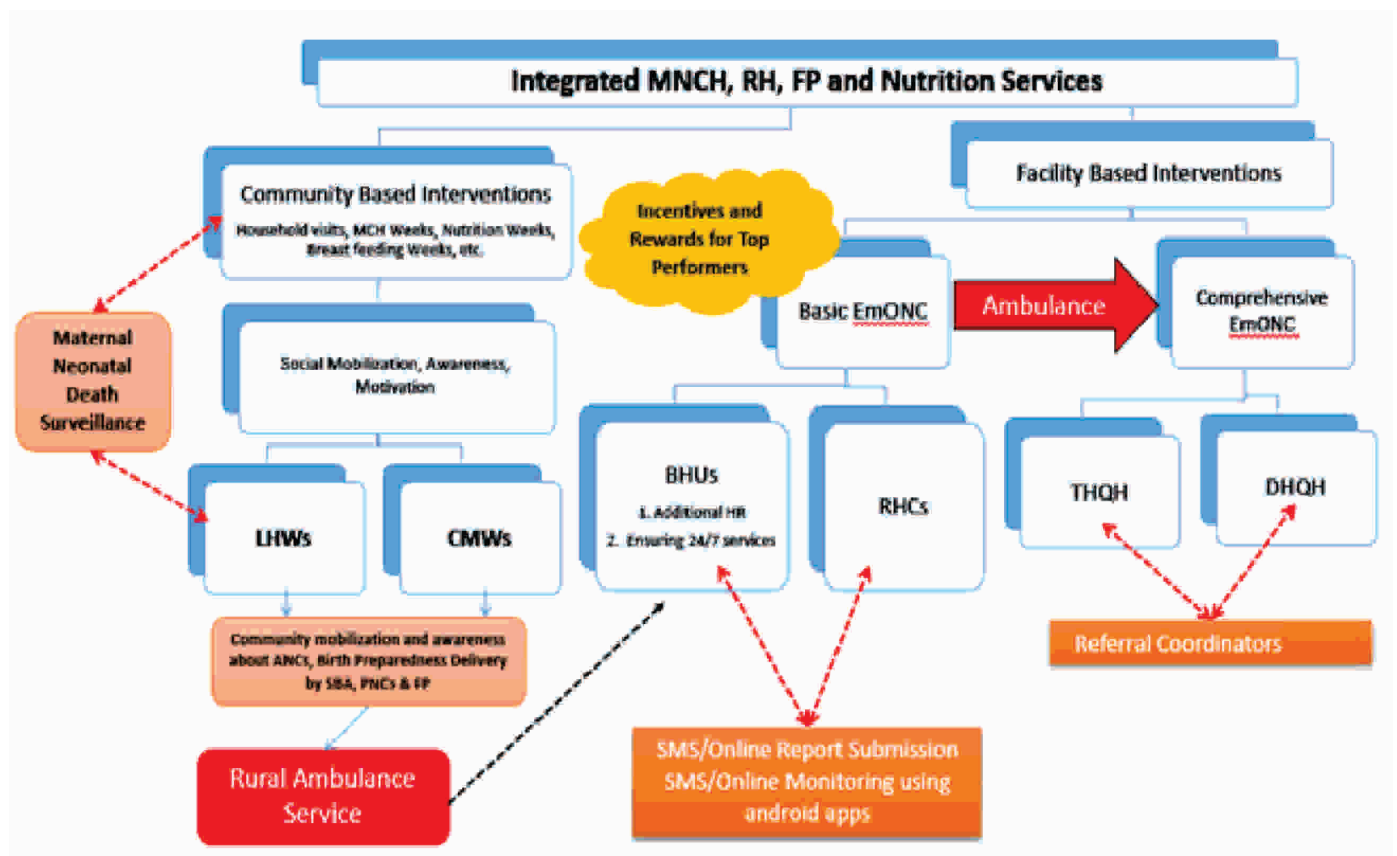 Integrated MNCH, RH, FP and Nutrition Services
Community Based Interventions
Household visits, MCH Weeks, Nutrition Weeks,
Breast feeding Weeks, etc.
Incentives and
Rewards for Top
Performers
Facility Based Interventions
Basic EmONC
Ambulance
Comprehensive
EmONC
Maternal
Neonatal
Death
Surveillance
Social Mobilization, Awareness,
Motivation
LHWs
CMWs
BHUs
1. Additional HR
2. Ensuring 24/7 services
RHCs
THQH
DHQH
Community mobilization and awareness
about ANCs, Birth Preparedness Delivery
by SBA, PNCs & FP
Referral Coordinators
Rural Ambulance
Service
SMS/Online Report Submission
SMS/Online Monitoring using
android apps